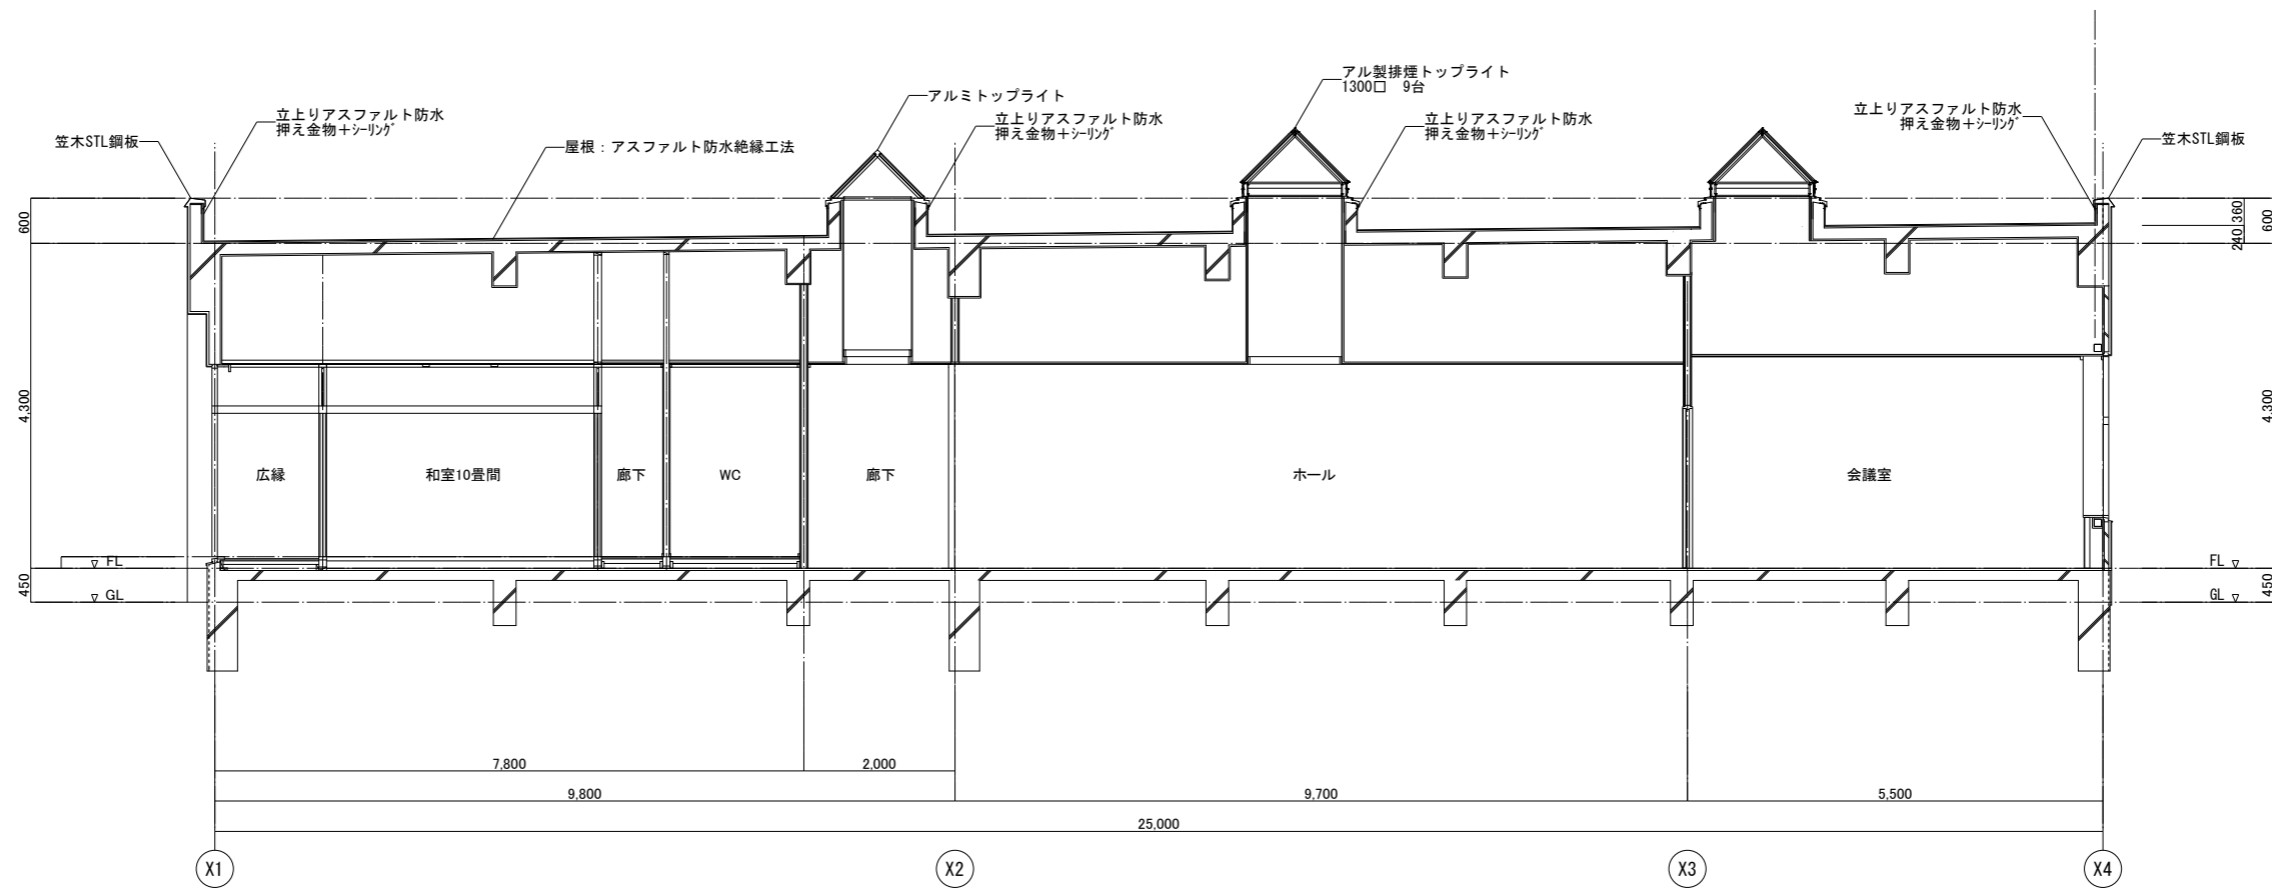 アル製排煙トップライト
1300□　9台
アルミトップライト
立上りアスファルト防水
押え金物＋シーリング
立上りアスファルト防水
押え金物＋シーリング
立上りアスファルト防水
押え金物＋シーリング
立上りアスファルト防水
押え金物＋シーリング
笠木STL鋼板
屋根：アスファルト防水絶縁工法
笠木STL鋼板
600
360
240
600
4,300
4,300
広縁
和室10畳間
廊下
WC
廊下
ホール
会議室
FL
GL
450
FL
GL
450
7,800
2,000
9,800
9,700
5,500
25,000
X1
X2
X3
X4